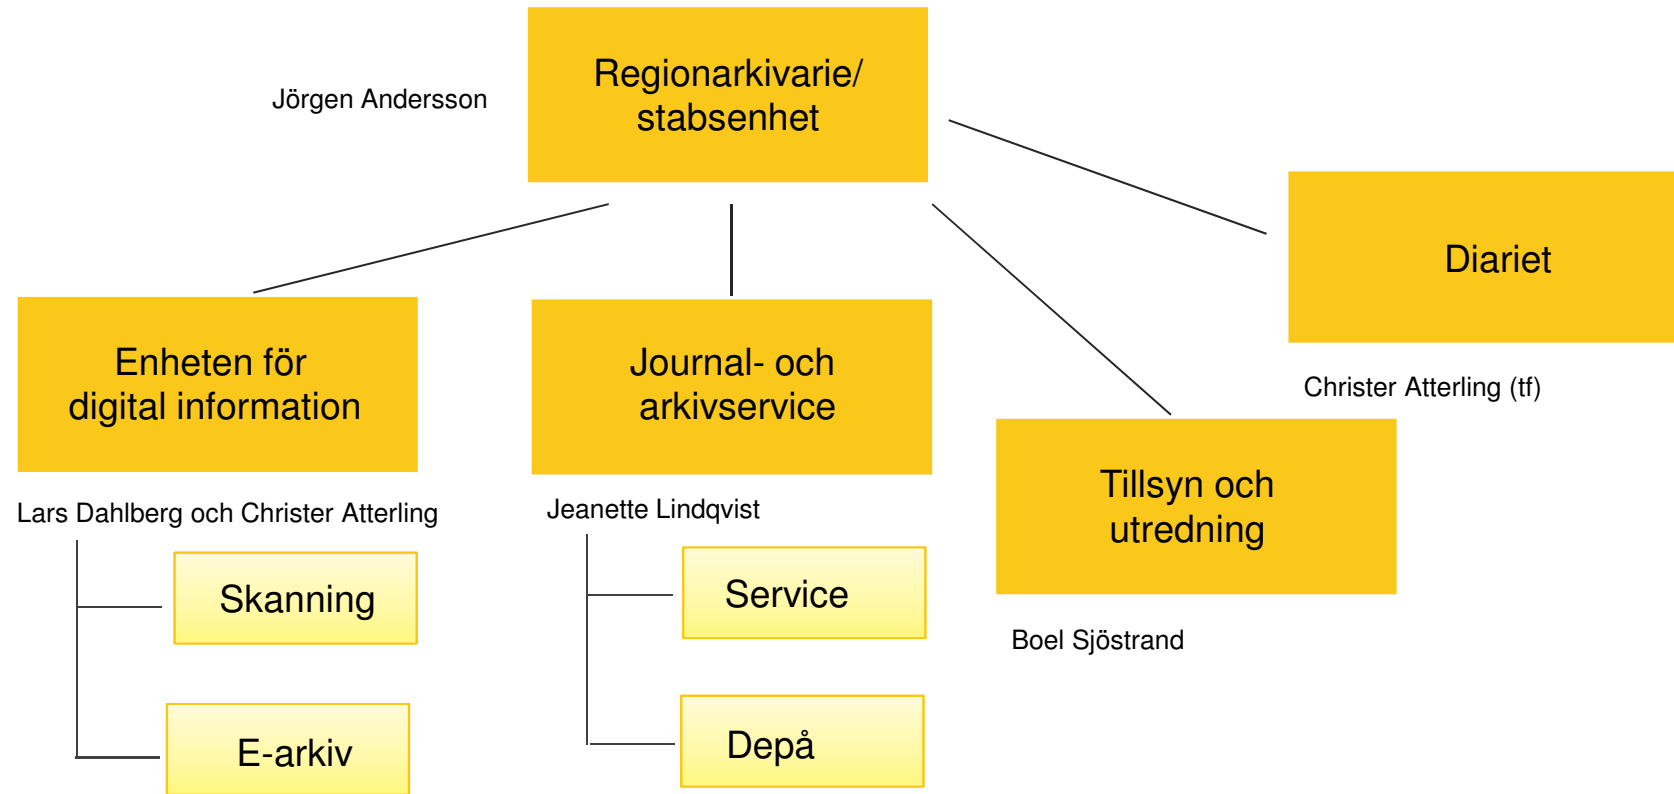 Regionarkivarie/
stabsenhet
Jörgen Andersson
Diariet
Christer Atterling (tf)
Enheten för
digital information
Lars Dahlberg och Christer Atterling
Skanning
E-arkiv
Journal- och
arkivservice
Jeanette Lindqvist
Service
Depå
Tillsyn och
utredning
Boel Sjöstrand